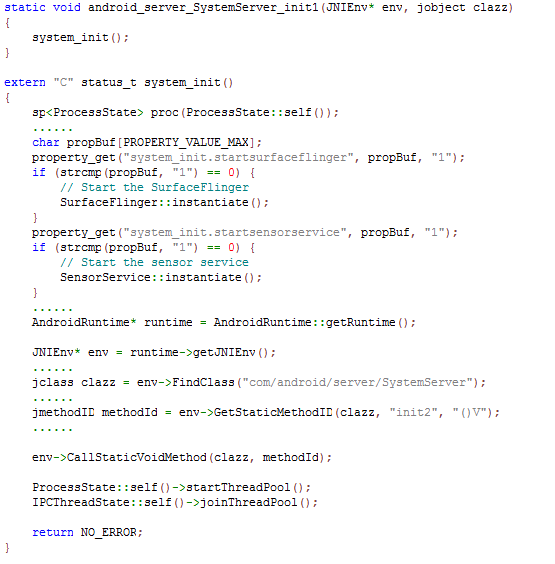 static void android_server_SystemServer_init1(JNIEnv* env, jobject clazz)
{
    system_init();
}

extern "C" status_t system_init()
{
    sp<ProcessState> proc(ProcessState::self());
    ......
    char propBuf[PROPERTY_VALUE_MAX];
    property_get("system_init.startsurfaceflinger", propBuf, "1");
    if (strcmp(propBuf, "1") == 0) {
        // Start the SurfaceFlinger
        SurfaceFlinger::instantiate();
    }
    property_get("system_init.startsensorservice", propBuf, "1");
    if (strcmp(propBuf, "1") == 0) {
        // Start the sensor service
        SensorService::instantiate();
    }
    ......
    AndroidRuntime* runtime = AndroidRuntime::getRuntime();

    JNIEnv* env = runtime->getJNIEnv();
    ......
    jclass clazz = env->FindClass("com/android/server/SystemServer");
    ......
    jmethodID methodId = env->GetStaticMethodID(clazz, "init2", "()V");
    ......

    env->CallStaticVoidMethod(clazz, methodId);

    ProcessState::self()->startThreadPool();
    IPCThreadState::self()->joinThreadPool();

    return NO_ERROR;
}